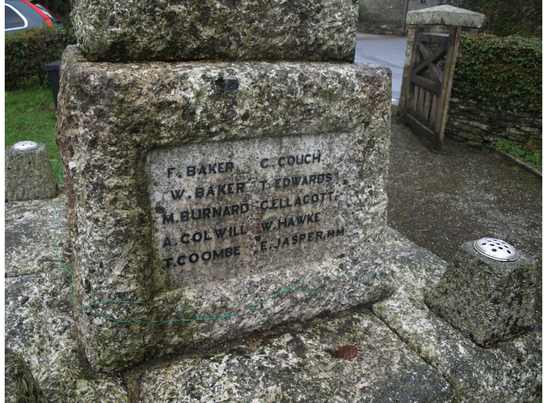 F. BAKER C. COUCH.
W. BAKER T. EDWARDS
M. BURNARD C. ELLACOTT.
A. COLWILL W. HAWKE
T. COOMBE E. JASPER, MM